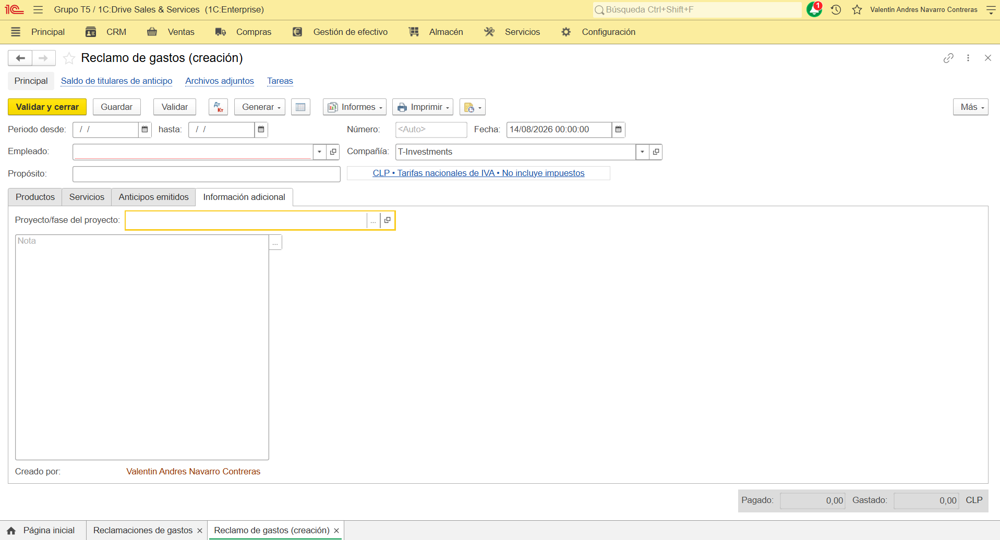 Grupo T5 / 1C:Drive Sales & Services (1C:Enterprise)
Búsqueda Ctrl+Shift+F
1
Valentin Andres Navarro Contreras
Principal
CRM
Ventas
Compras
Gestión de efectivo
Almacén
Servicios
Configuración
Reclamo de gastos (creación)
Principal
Saldo de titulares de anticipo
Archivos adjuntos
Tareas
Validar y cerrar
Guardar
Validar
Дт Кт
Generar
Informes
Imprimir
Más
Periodo desde: / /
hasta: / /
Número: <Auto>
Fecha: 14/08/2026 00:00:00
Empleado:
Compañía: T-Investments
Propósito:
CLP • Tarifas nacionales de IVA • No incluye impuestos
Productos
Servicios
Anticipos emitidos
Información adicional
Proyecto/fase del proyecto:
...
Nota
...
Creado por: Valentin Andres Navarro Contreras
Pagado: 0,00 Gastado: 0,00 CLP
Página inicial
Reclamaciones de gastos
Reclamo de gastos (creación)